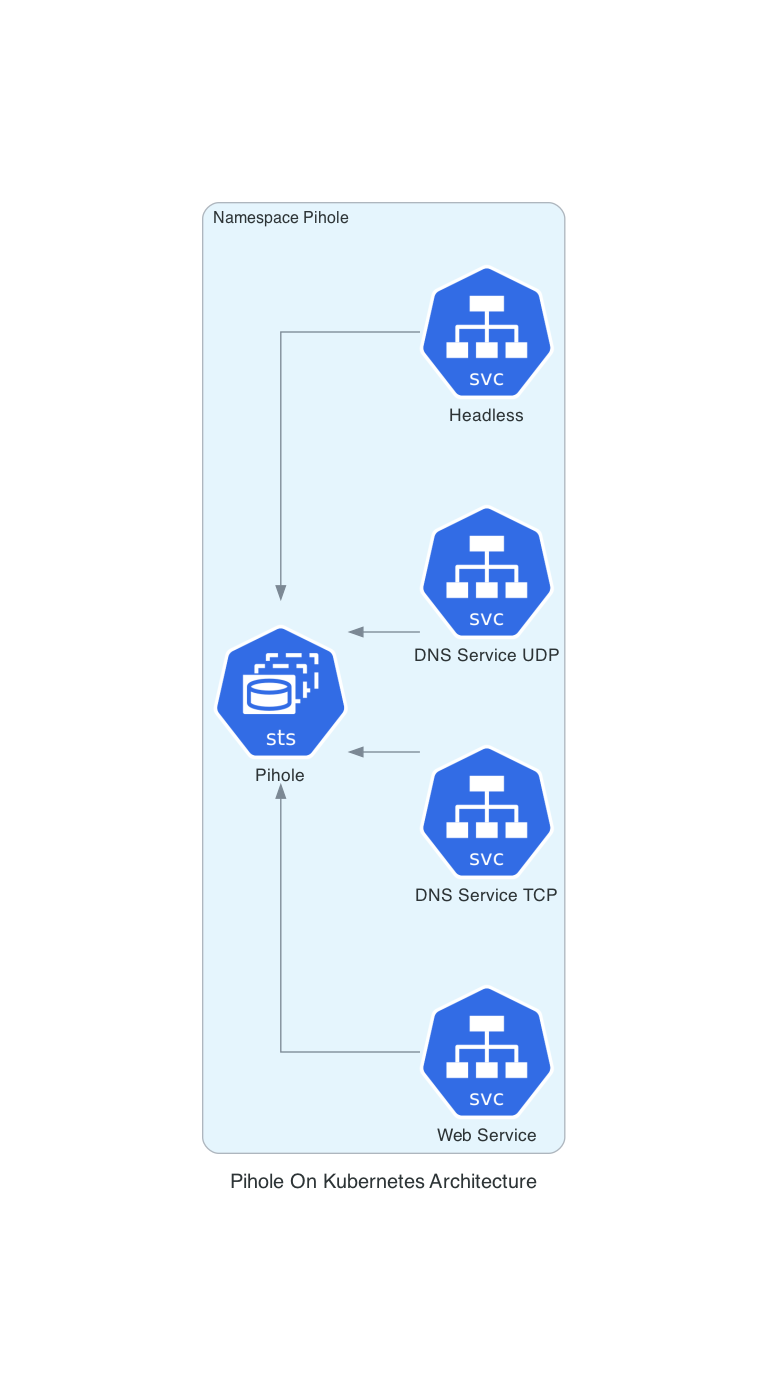 Namespace Pihole
svc
Headless
svc
DNS Service UDP
sts
Pihole
svc
DNS Service TCP
svc
Web Service
Pihole On Kubernetes Architecture